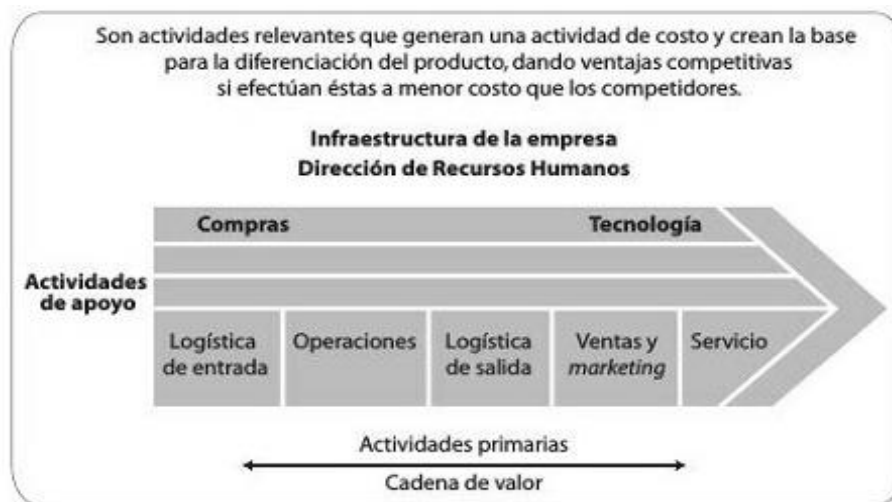 Son actividades relevantes que generan una actividad de costo y crean la base
para la diferenciación del producto, dando ventajas competitivas
si efectúan éstas a menor costo que los competidores.
Infraestructura de la empresa
Dirección de Recursos Humanos
Compras
Tecnología
Actividades
de apoyo
Logística
de entrada
Operaciones
Logística
de salida
Ventas y
marketing
Servicio
Actividades primarias
Cadena de valor